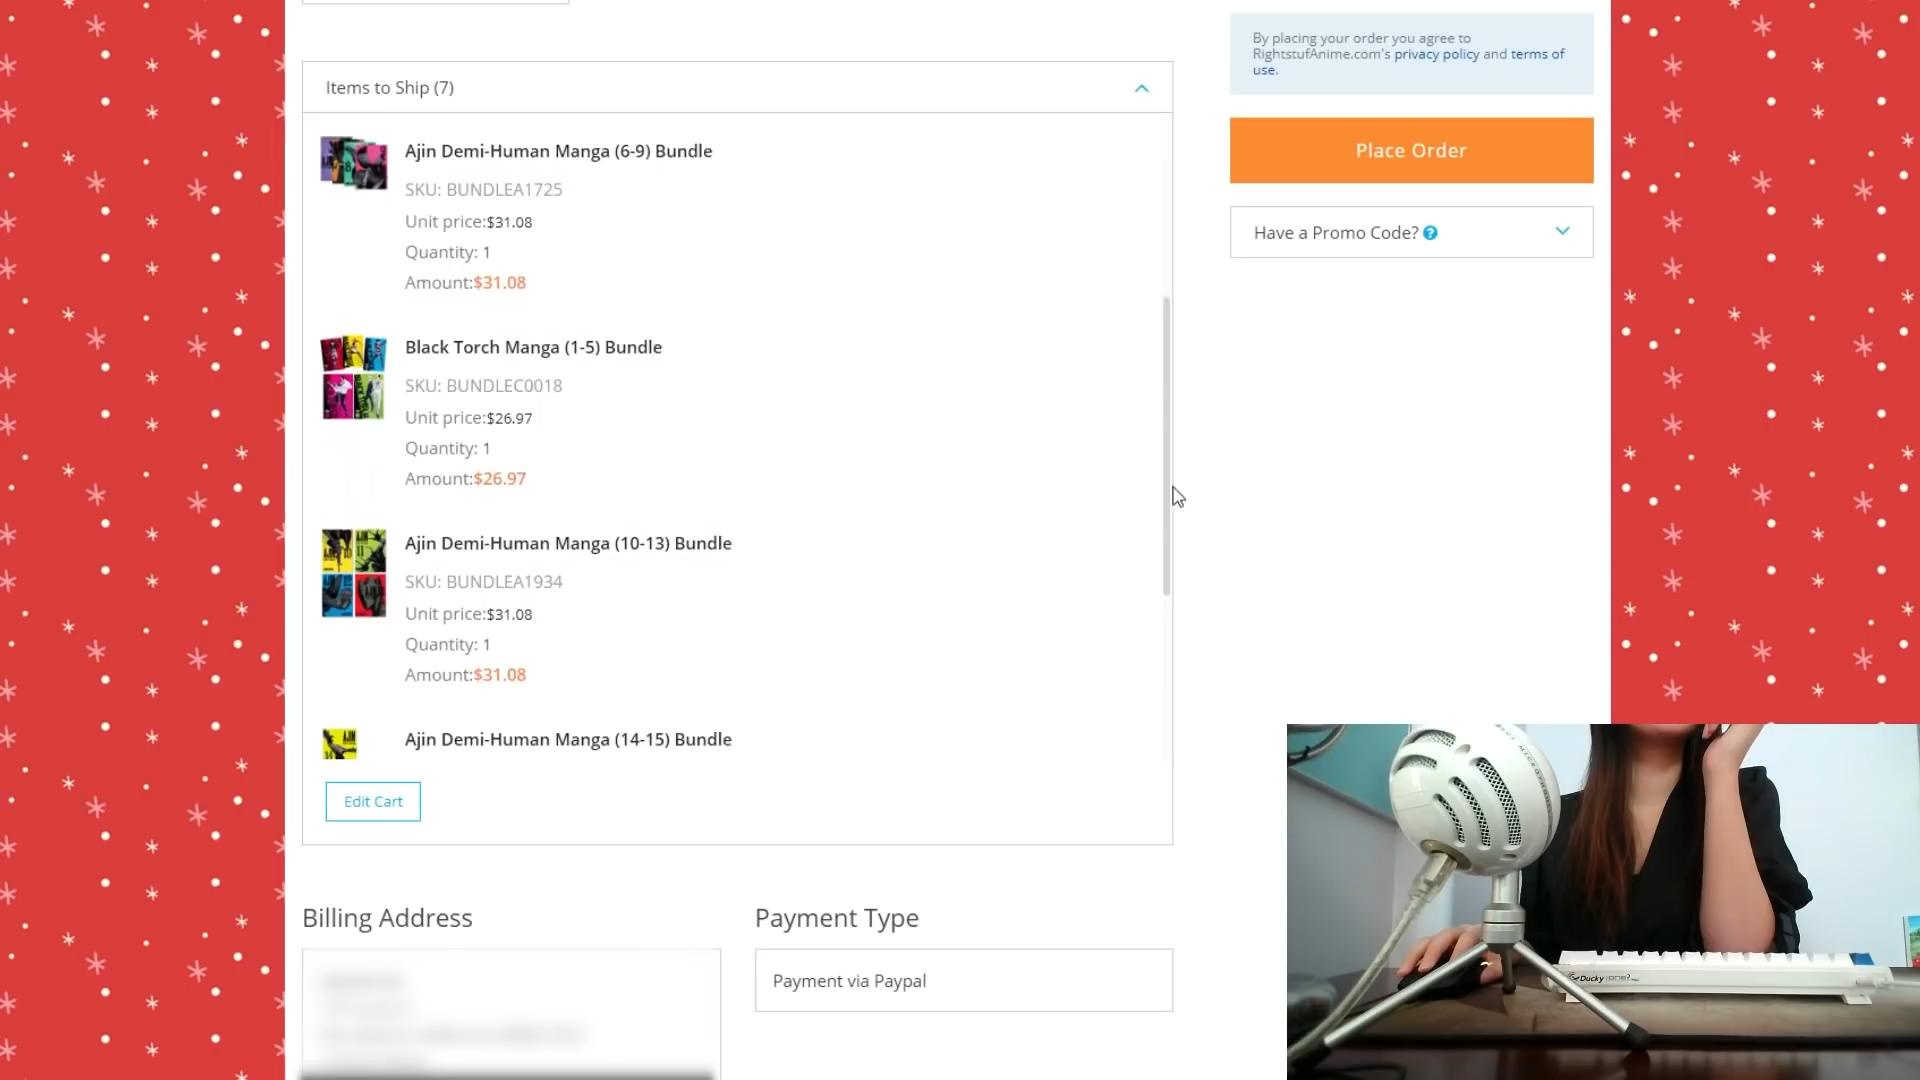 By placing your order you agree to
RightstufAnime.com's privacy policy and terms of
use.
Items to Ship (7)
Place Order
Have a Promo Code? ?
Ajin Demi-Human Manga (6-9) Bundle
SKU: BUNDLEA1725
Unit price:$31.08
Quantity: 1
Amount:$31.08
Black Torch Manga (1-5) Bundle
SKU: BUNDLEC0018
Unit price:$26.97
Quantity: 1
Amount:$26.97
Ajin Demi-Human Manga (10-13) Bundle
SKU: BUNDLEA1934
Unit price:$31.08
Quantity: 1
Amount:$31.08
Ajin Demi-Human Manga (14-15) Bundle
Edit Cart
Billing Address
Payment Type
Payment via Paypal
Ducky one2